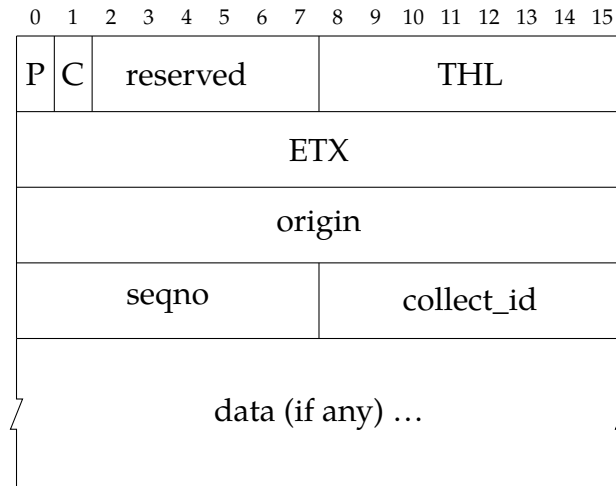 0 1 2 3 4 5 6 7 8 9 10 11 12 13 14 15
P C reserved THL
ETX
origin
seqno collect_id
data (if any) …